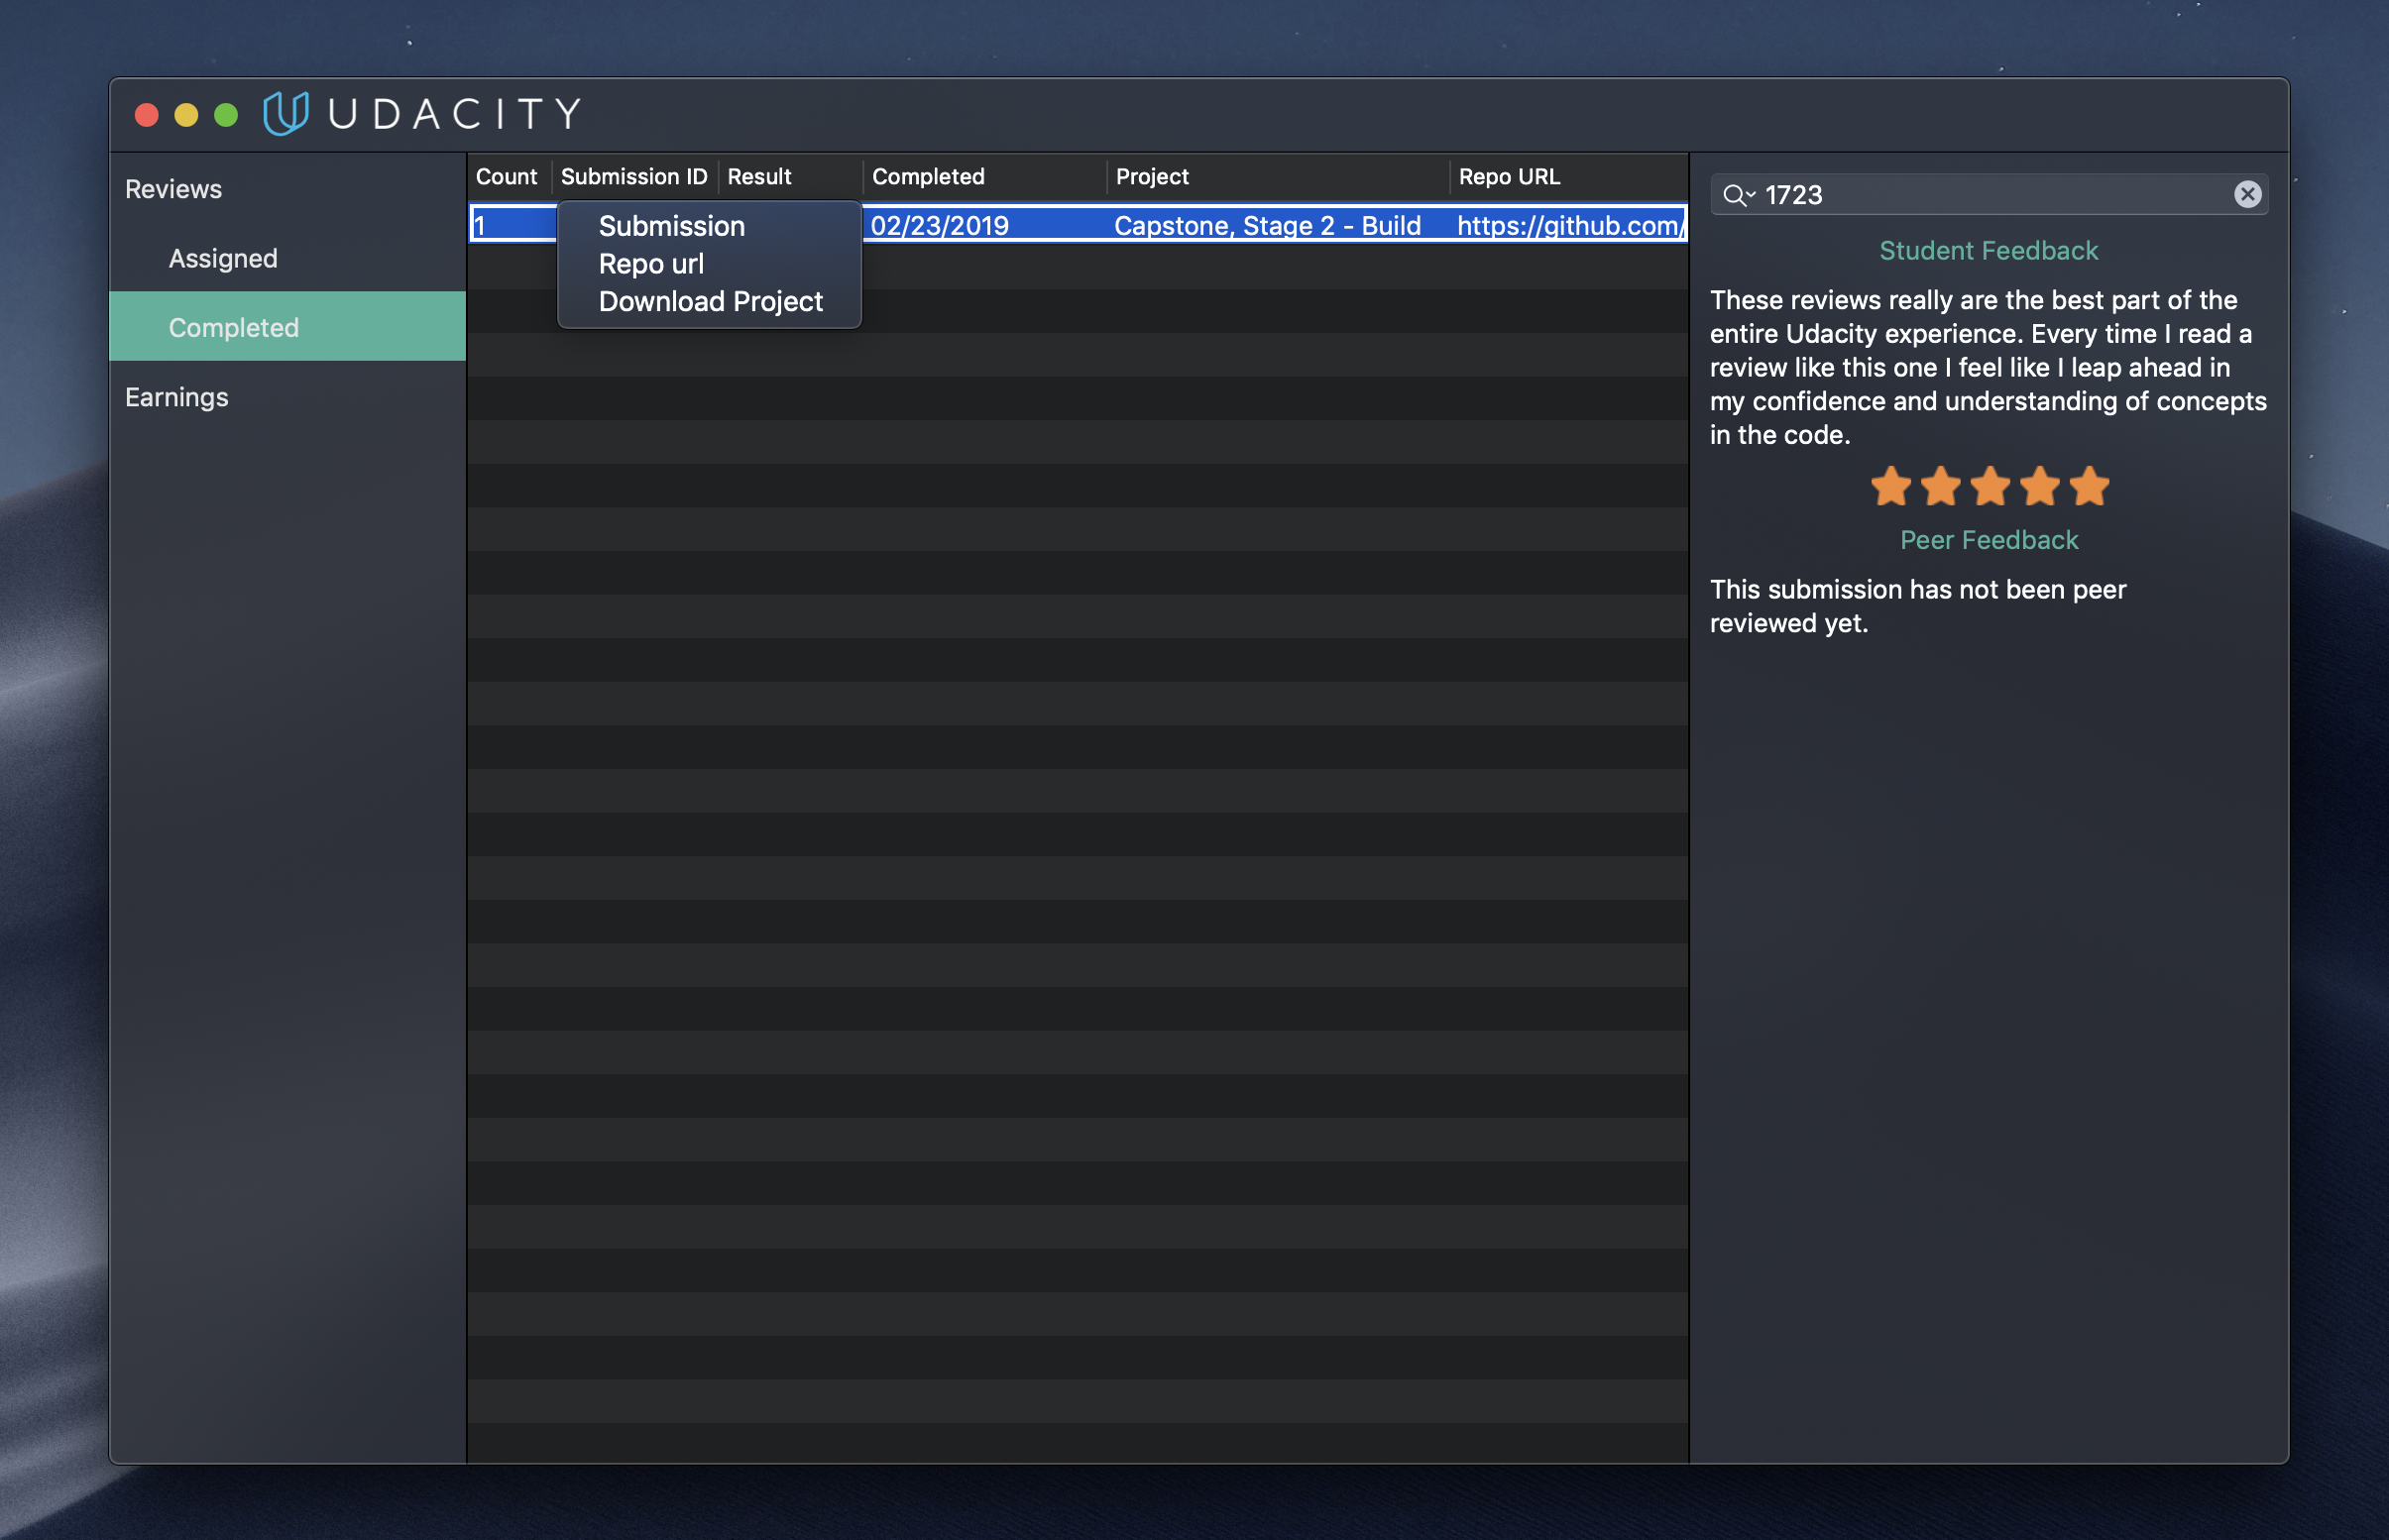 UDACITY
Reviews
Assigned
Completed
Earnings
Count Submission ID Result Completed Project Repo URL
1 02/23/2019 Capstone, Stage 2 - Build https://github.com/
Submission
Repo url
Download Project
1723
Student Feedback
These reviews really are the best part of the
entire Udacity experience. Every time I read a
review like this one I feel like I leap ahead in
my confidence and understanding of concepts
in the code.
Peer Feedback
This submission has not been peer
reviewed yet.